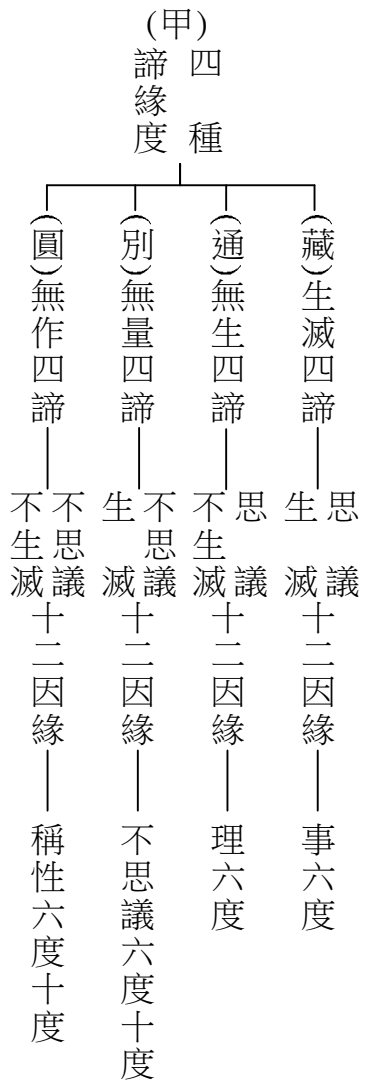 (甲)
四種
諦緣度
(藏)生滅四諦
思議
生滅
十二因緣
事六度
(通)無生四諦
思議
不生滅
十二因緣
理六度
(別)無量四諦
不思議
生滅
十二因緣
不思議六度十度
(圓)無作四諦
不思議
不生滅
十二因緣
稱性六度十度